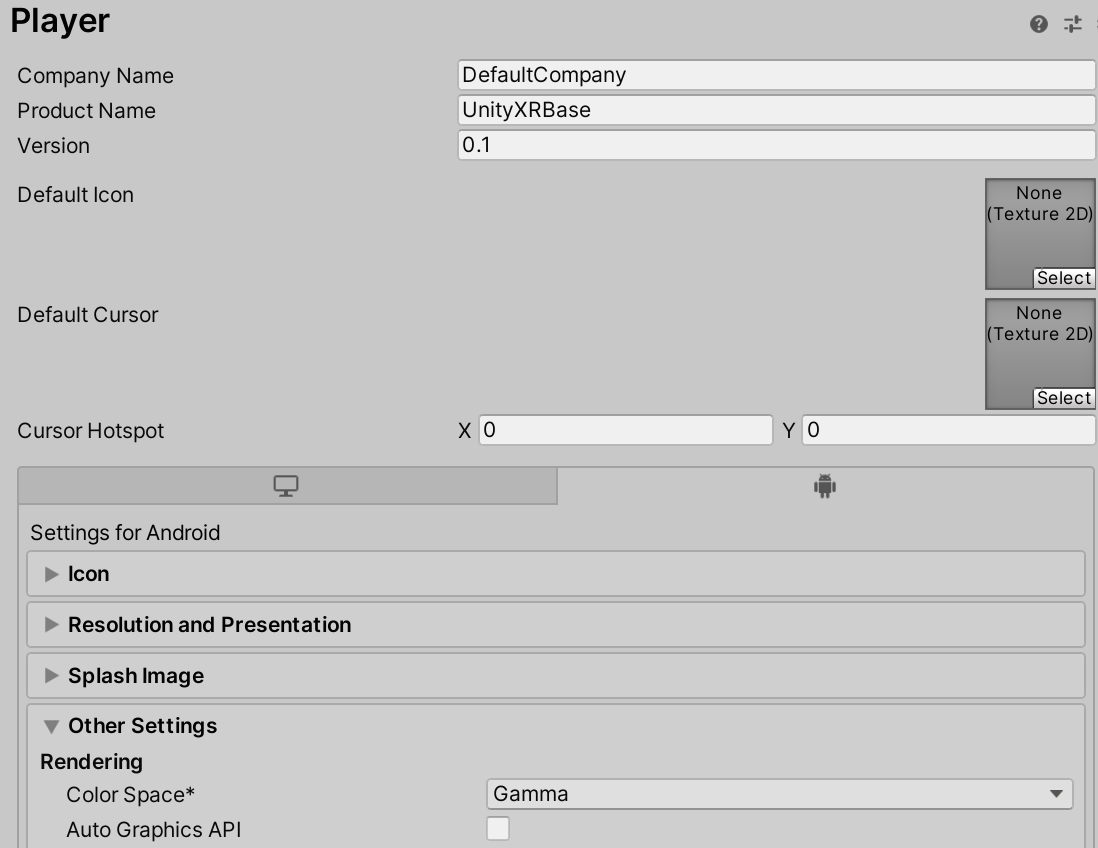 Player
Company Name DefaultCompany
Product Name UnityXRBase
Version 0.1
Default Icon
None
(Texture 2D)
Select
Default Cursor
None
(Texture 2D)
Select
Cursor Hotspot X 0 Y 0
Settings for Android
Icon
Resolution and Presentation
Splash Image
Other Settings
Rendering
Color Space* Gamma
Auto Graphics API